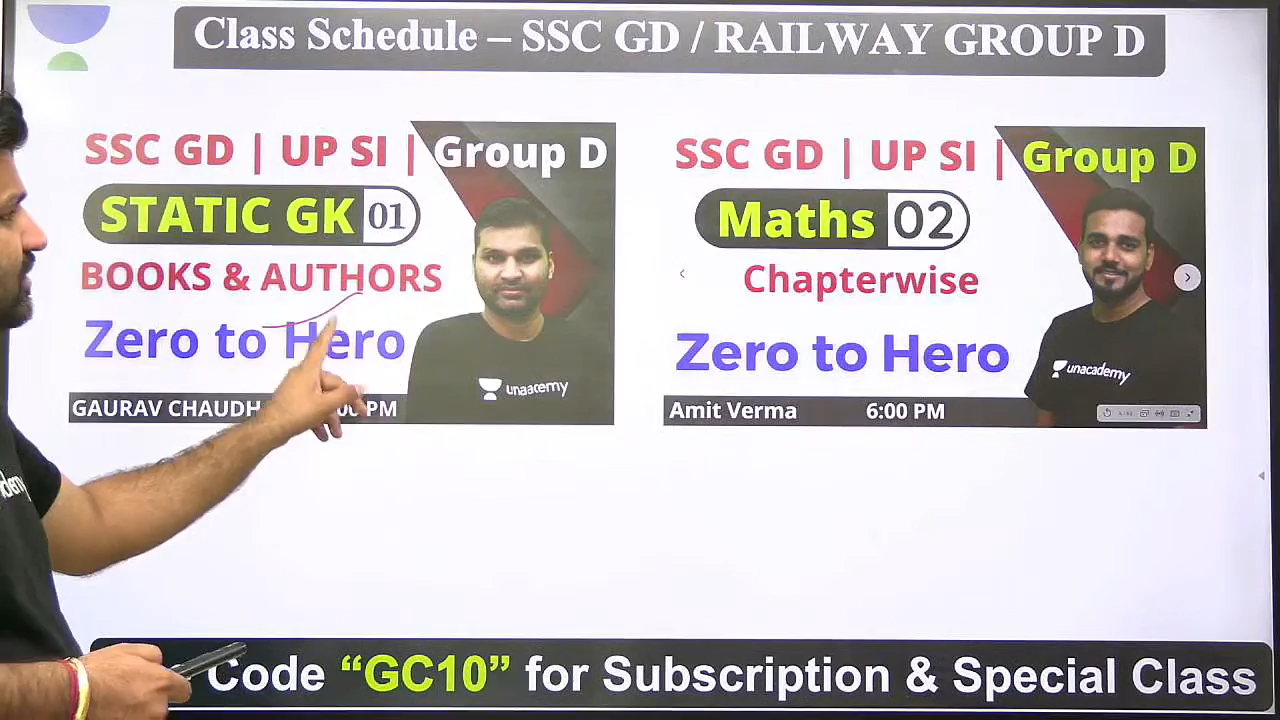 Class Schedule – SSC GD / RAILWAY GROUP D
SSC GD | UP SI | Group D
STATIC GK 01
BOOKS & AUTHORS
Zero to Hero
unacademy
GAURAV PM
SSC GD | UP SI | Group D
Maths 02
Chapterwise
Zero to Hero
unacademy
Amit Verma 6:00 PM
Code “GC10” for Subscription & Special Class